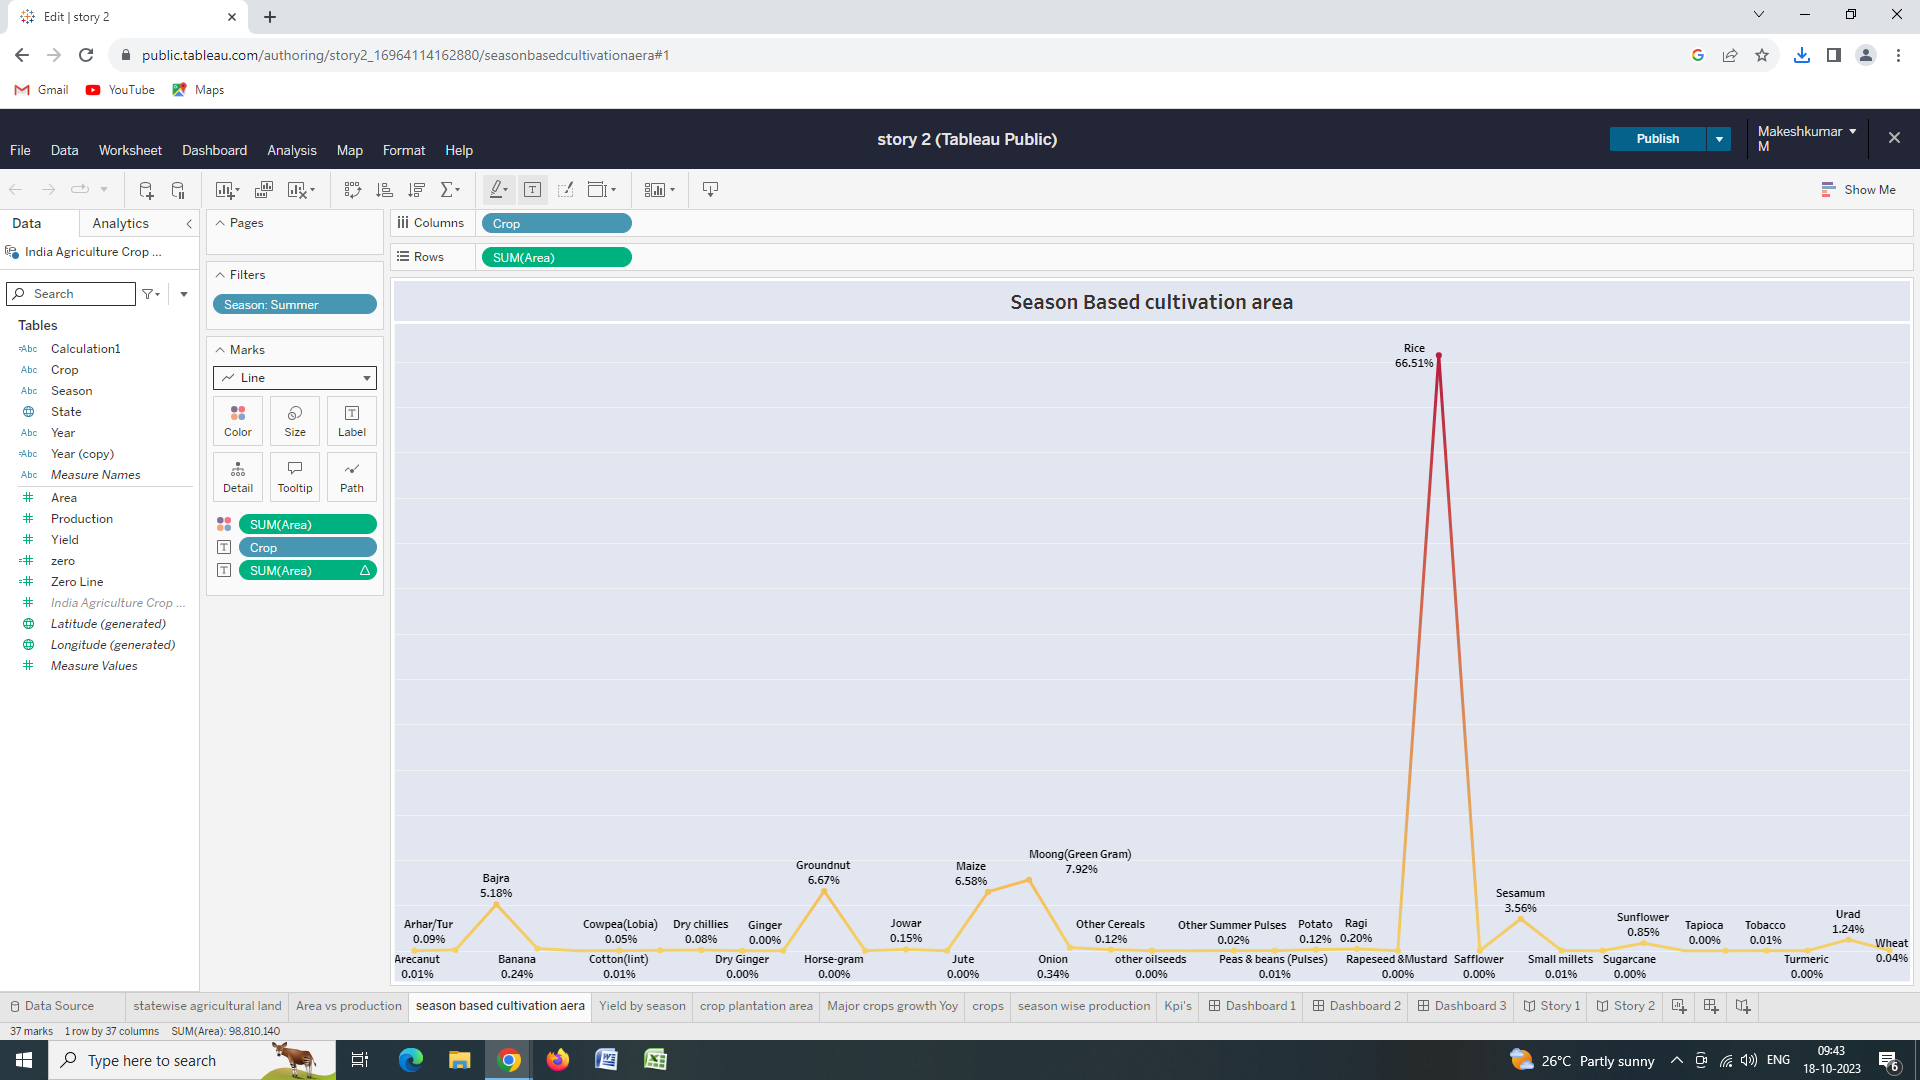 Edit | story 2
public.tableau.com/authoring/story2_16964114162880/seasonbasedcultivationaera#1
Gmail YouTube Maps
story 2 (Tableau Public)
Publish
Makeshkumar M
File Data Worksheet Dashboard Analysis Map Format Help
Show Me
Data Analytics
India Agriculture Crop ...
Search
Tables
Abc Calculation1
Abc Crop
Abc Season
State
Abc Year
Abc Year (copy)
Abc Measure Names
Area
Production
Yield
zero
Zero Line
India Agriculture Crop ...
Latitude (generated)
Longitude (generated)
Measure Values
Pages
Filters
Season: Summer
Marks
Line
Color Size Label
Detail Tooltip Path
SUM(Area)
Crop
SUM(Area)
Columns Crop
Rows SUM(Area)
Season Based cultivation area
Rice
66.51%
Moong(Green Gram)
7.92%
Groundnut
6.67%
Maize
6.58%
Bajra
5.18%
Sesamum
3.56%
Arhar/Tur
0.09%
Cowpea(Lobia)
0.05%
Dry chillies
0.08%
Ginger
0.00%
Jowar
0.15%
Other Cereals
0.12%
Other Summer Pulses
0.02%
Potato
0.12%
Ragi
0.20%
Sunflower
0.85%
Tapioca
0.00%
Tobacco
0.01%
Urad
1.24%
Wheat
0.04%
Arecanut
0.01%
Banana
0.24%
Cotton(lint)
0.01%
Dry Ginger
0.00%
Horse-gram
0.00%
Jute
0.00%
Onion
0.34%
other oilseeds
0.00%
Peas & beans (Pulses)
0.01%
Rapeseed &Mustard
0.00%
Safflower
0.00%
Small millets
0.01%
Sugarcane
0.00%
Turmeric
0.00%
Data Source statewise agricultural land Area vs production season based cultivation aera Yield by season crop plantation area Major crops growth Yoy crops season wise production Kpi's Dashboard 1 Dashboard 2 Dashboard 3 Story 1 Story 2
37 marks 1 row by 37 columns SUM(Area): 98,810,140
Type here to search
26°C Partly sunny
ENG
09:43
18-10-2023
6